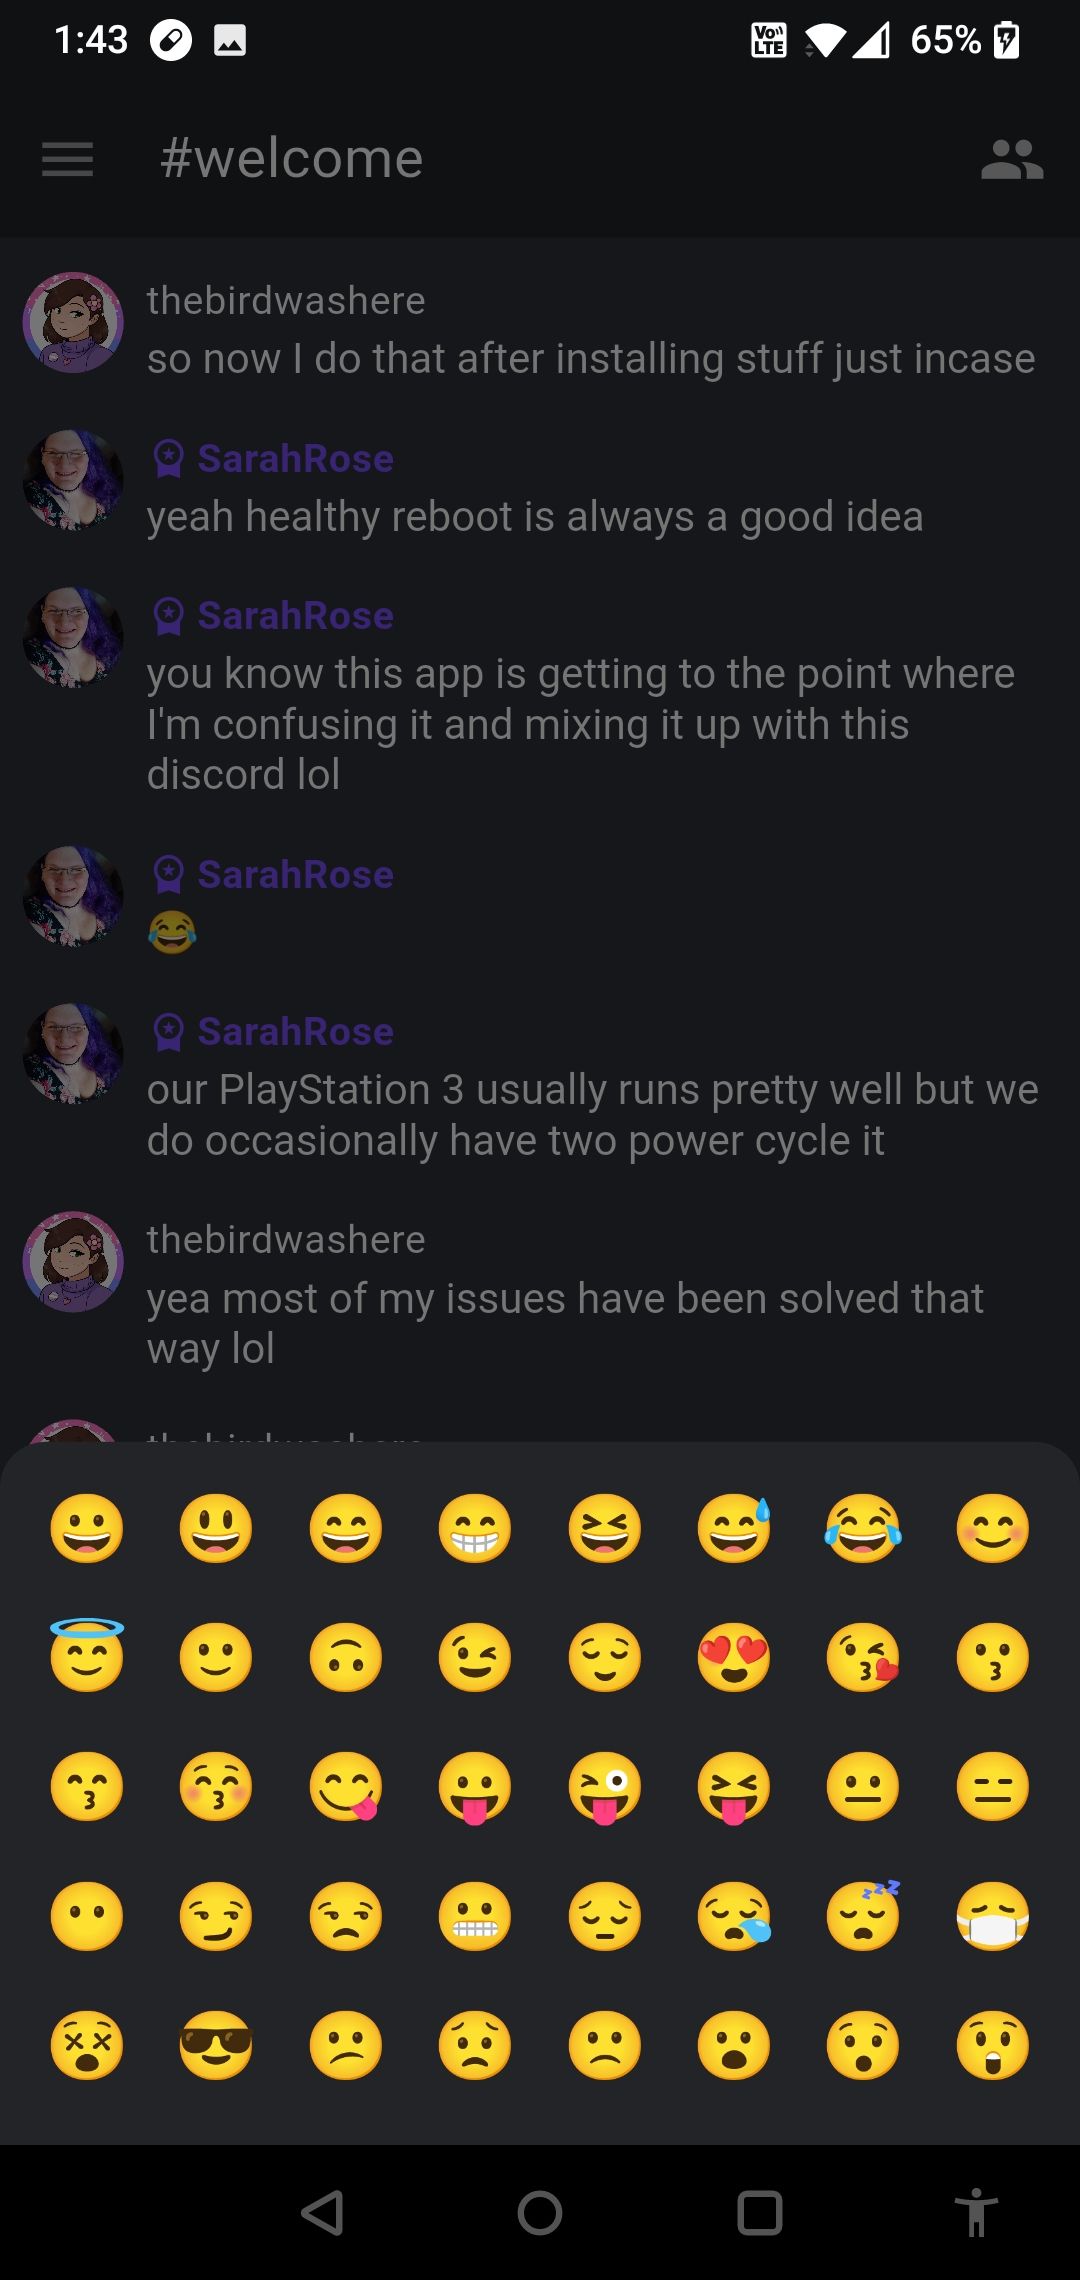 1:43
Vo LTE
65%
#welcome
thebirdwashere
so now I do that after installing stuff just incase
SarahRose
yeah healthy reboot is always a good idea
SarahRose
you know this app is getting to the point where
I'm confusing it and mixing it up with this
discord lol
SarahRose
😂
SarahRose
our PlayStation 3 usually runs pretty well but we
do occasionally have two power cycle it
thebirdwashere
yea most of my issues have been solved that
way lol
thebirdwashere